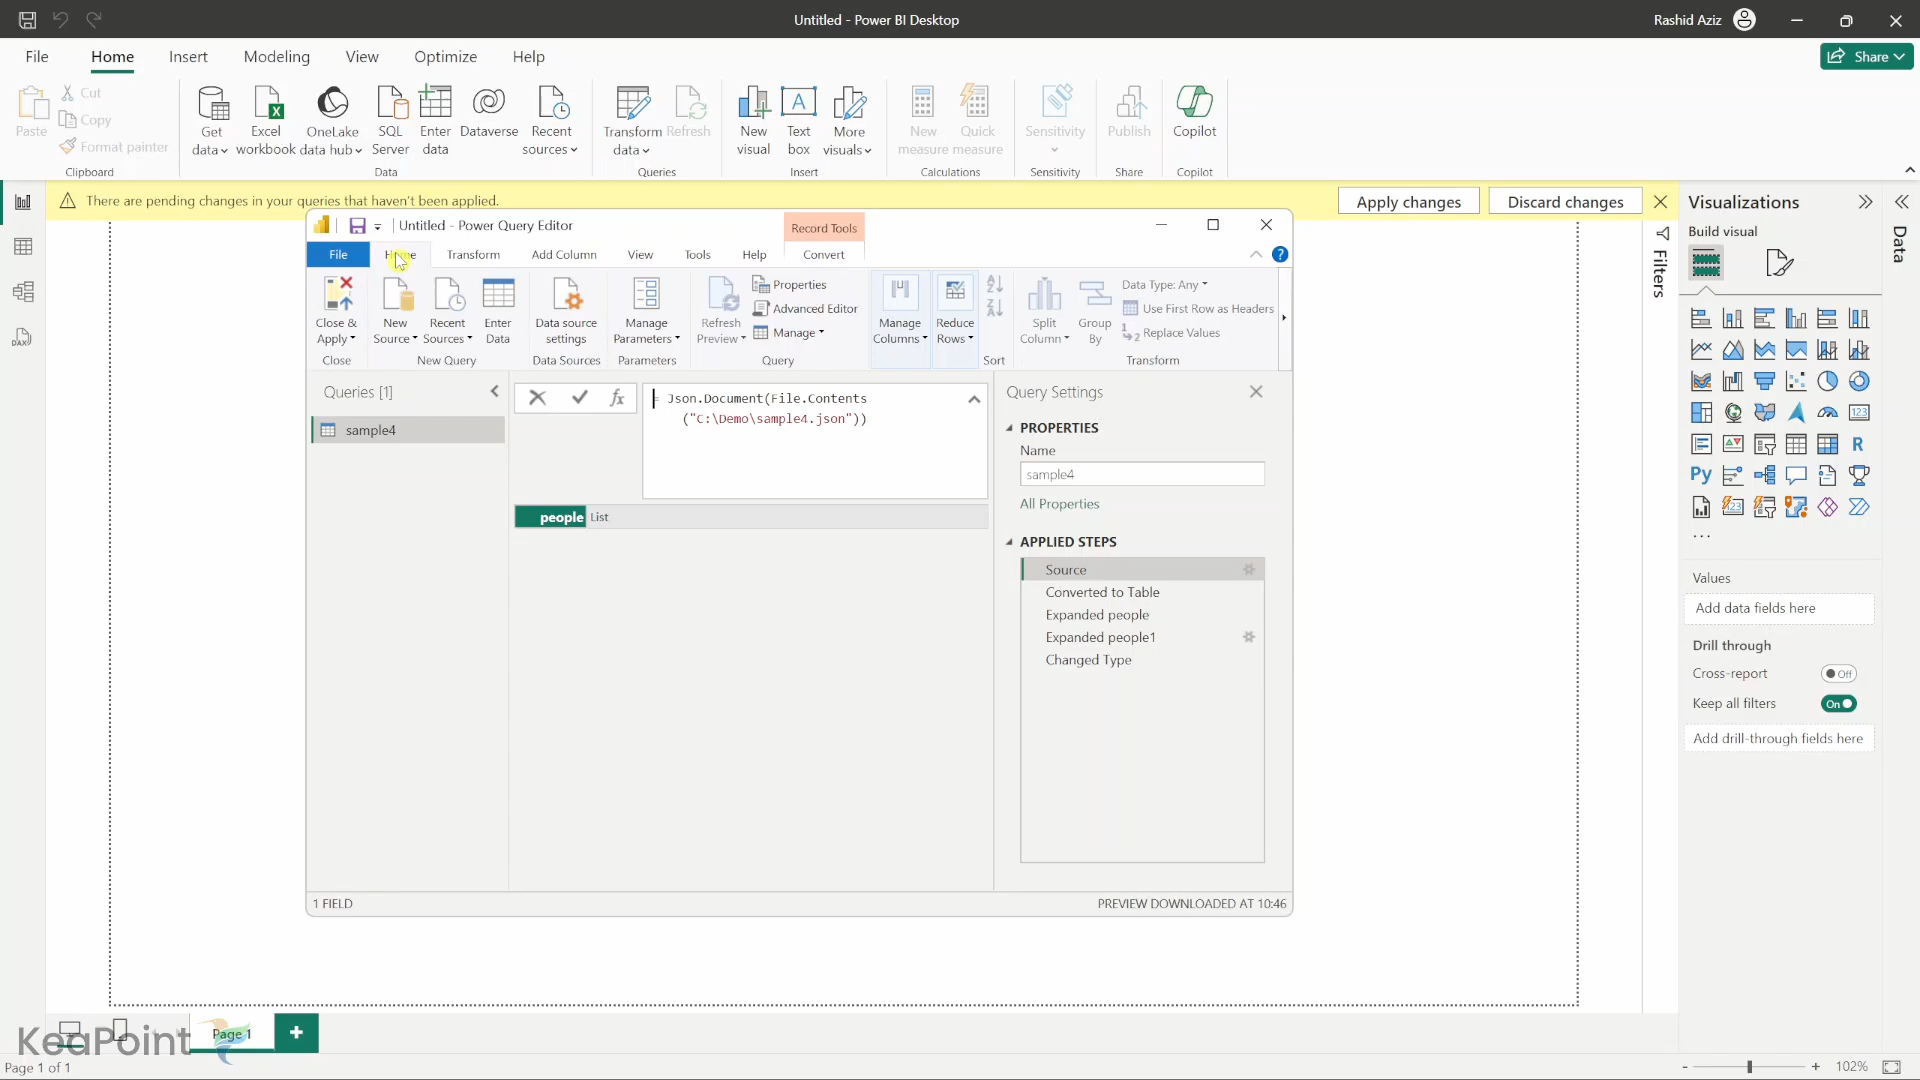 Untitled - Power BI Desktop
Rashid Aziz
File
Home
Insert
Modeling
View
Optimize
Help
Share
Paste
Cut
Copy
Format painter
Clipboard
Get
data
Excel
workbook
OneLake
data hub
SQL
Server
Enter
data
Dataverse
Recent
sources
Data
Transform
data
Refresh
Queries
New
visual
Text
box
More
visuals
Insert
New
measure
Quick
measure
Calculations
Sensitivity
Sensitivity
Publish
Share
Copilot
Copilot
There are pending changes in your queries that haven't been applied.
Apply changes
Discard changes
Untitled - Power Query Editor
Record Tools
File
Home
Transform
Add Column
View
Tools
Help
Convert
Close &
Apply
Close
New
Source
Recent
Sources
Enter
Data
New Query
Data source
settings
Data Sources
Manage
Parameters
Parameters
Refresh
Preview
Properties
Advanced Editor
Manage
Query
Manage
Columns
Reduce
Rows
Sort
Split
Column
Group
By
Data Type: Any
Use First Row as Headers
Replace Values
Transform
Queries [1]
sample4
= Json.Document(File.Contents
("C:\Demo\sample4.json"))
people List
Query Settings
PROPERTIES
Name
sample4
All Properties
APPLIED STEPS
Source
Converted to Table
Expanded people
Expanded people1
Changed Type
1 FIELD
PREVIEW DOWNLOADED AT 10:46
Filters
Visualizations
Build visual
R
Py
123
...
Values
Add data fields here
Drill through
Cross-report
Off
Keep all filters
On
Add drill-through fields here
Data
DAX
KeaPoint
Page 1
+
Page 1 of 1
- + 102%